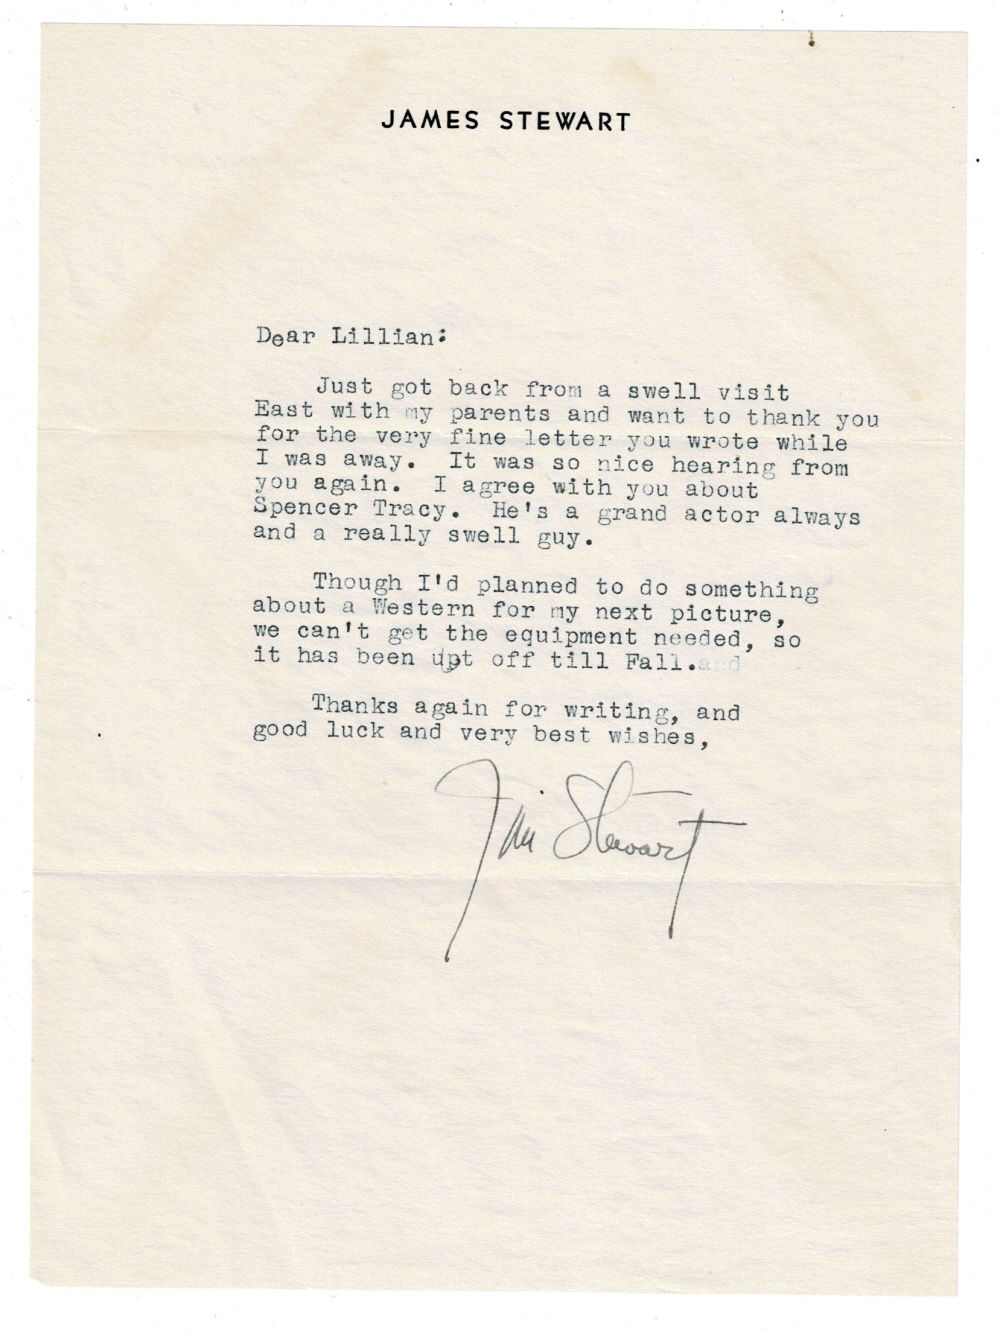 JAMES STEWART
Dear Lillian:
Just got back from a swell visit
East with my parents and want to thank you
for the very fine letter you wrote while
I was away. It was so nice hearing from
you again. I agree with you about
Spencer Tracy. He's a grand actor always
and a really swell guy.
Though I'd planned to do something
about a Western for my next picture,
we can't get the equipment needed, so
it has been upt off till Fall.and
Thanks again for writing, and
good luck and very best wishes,
Jim Stewart